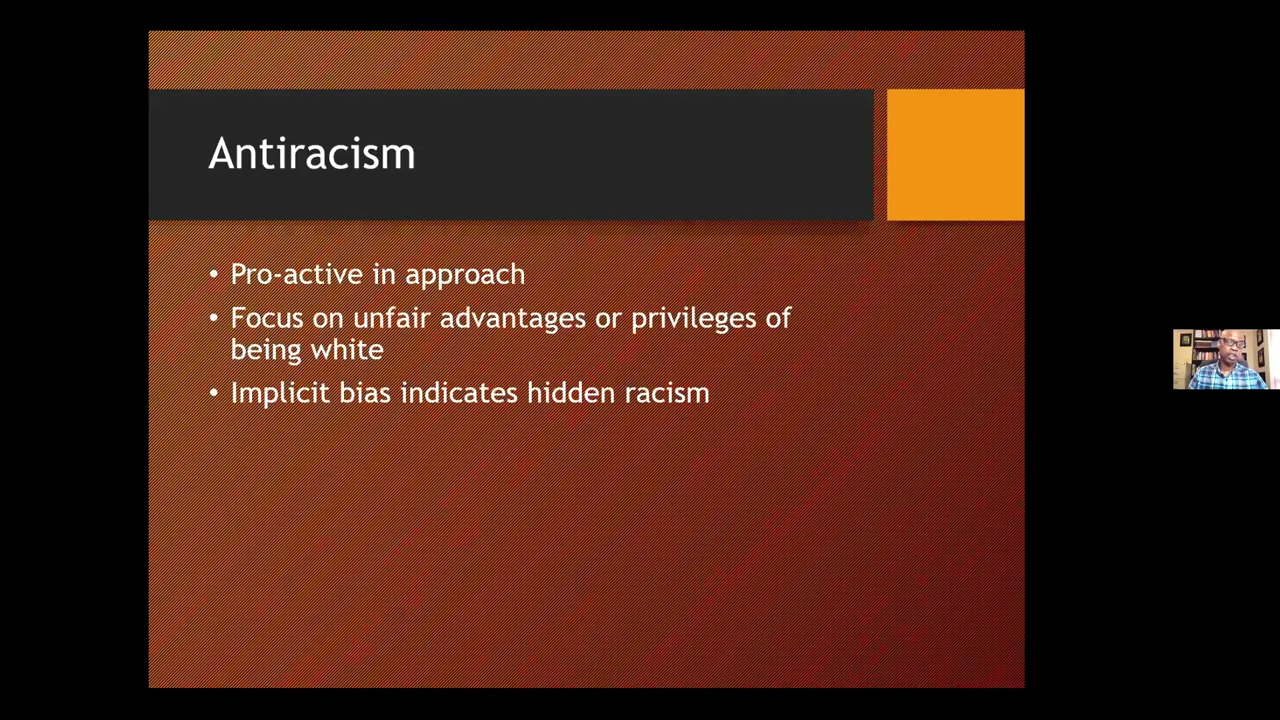 Antiracism
• Pro-active in approach
• Focus on unfair advantages or privileges of
being white
• Implicit bias indicates hidden racism